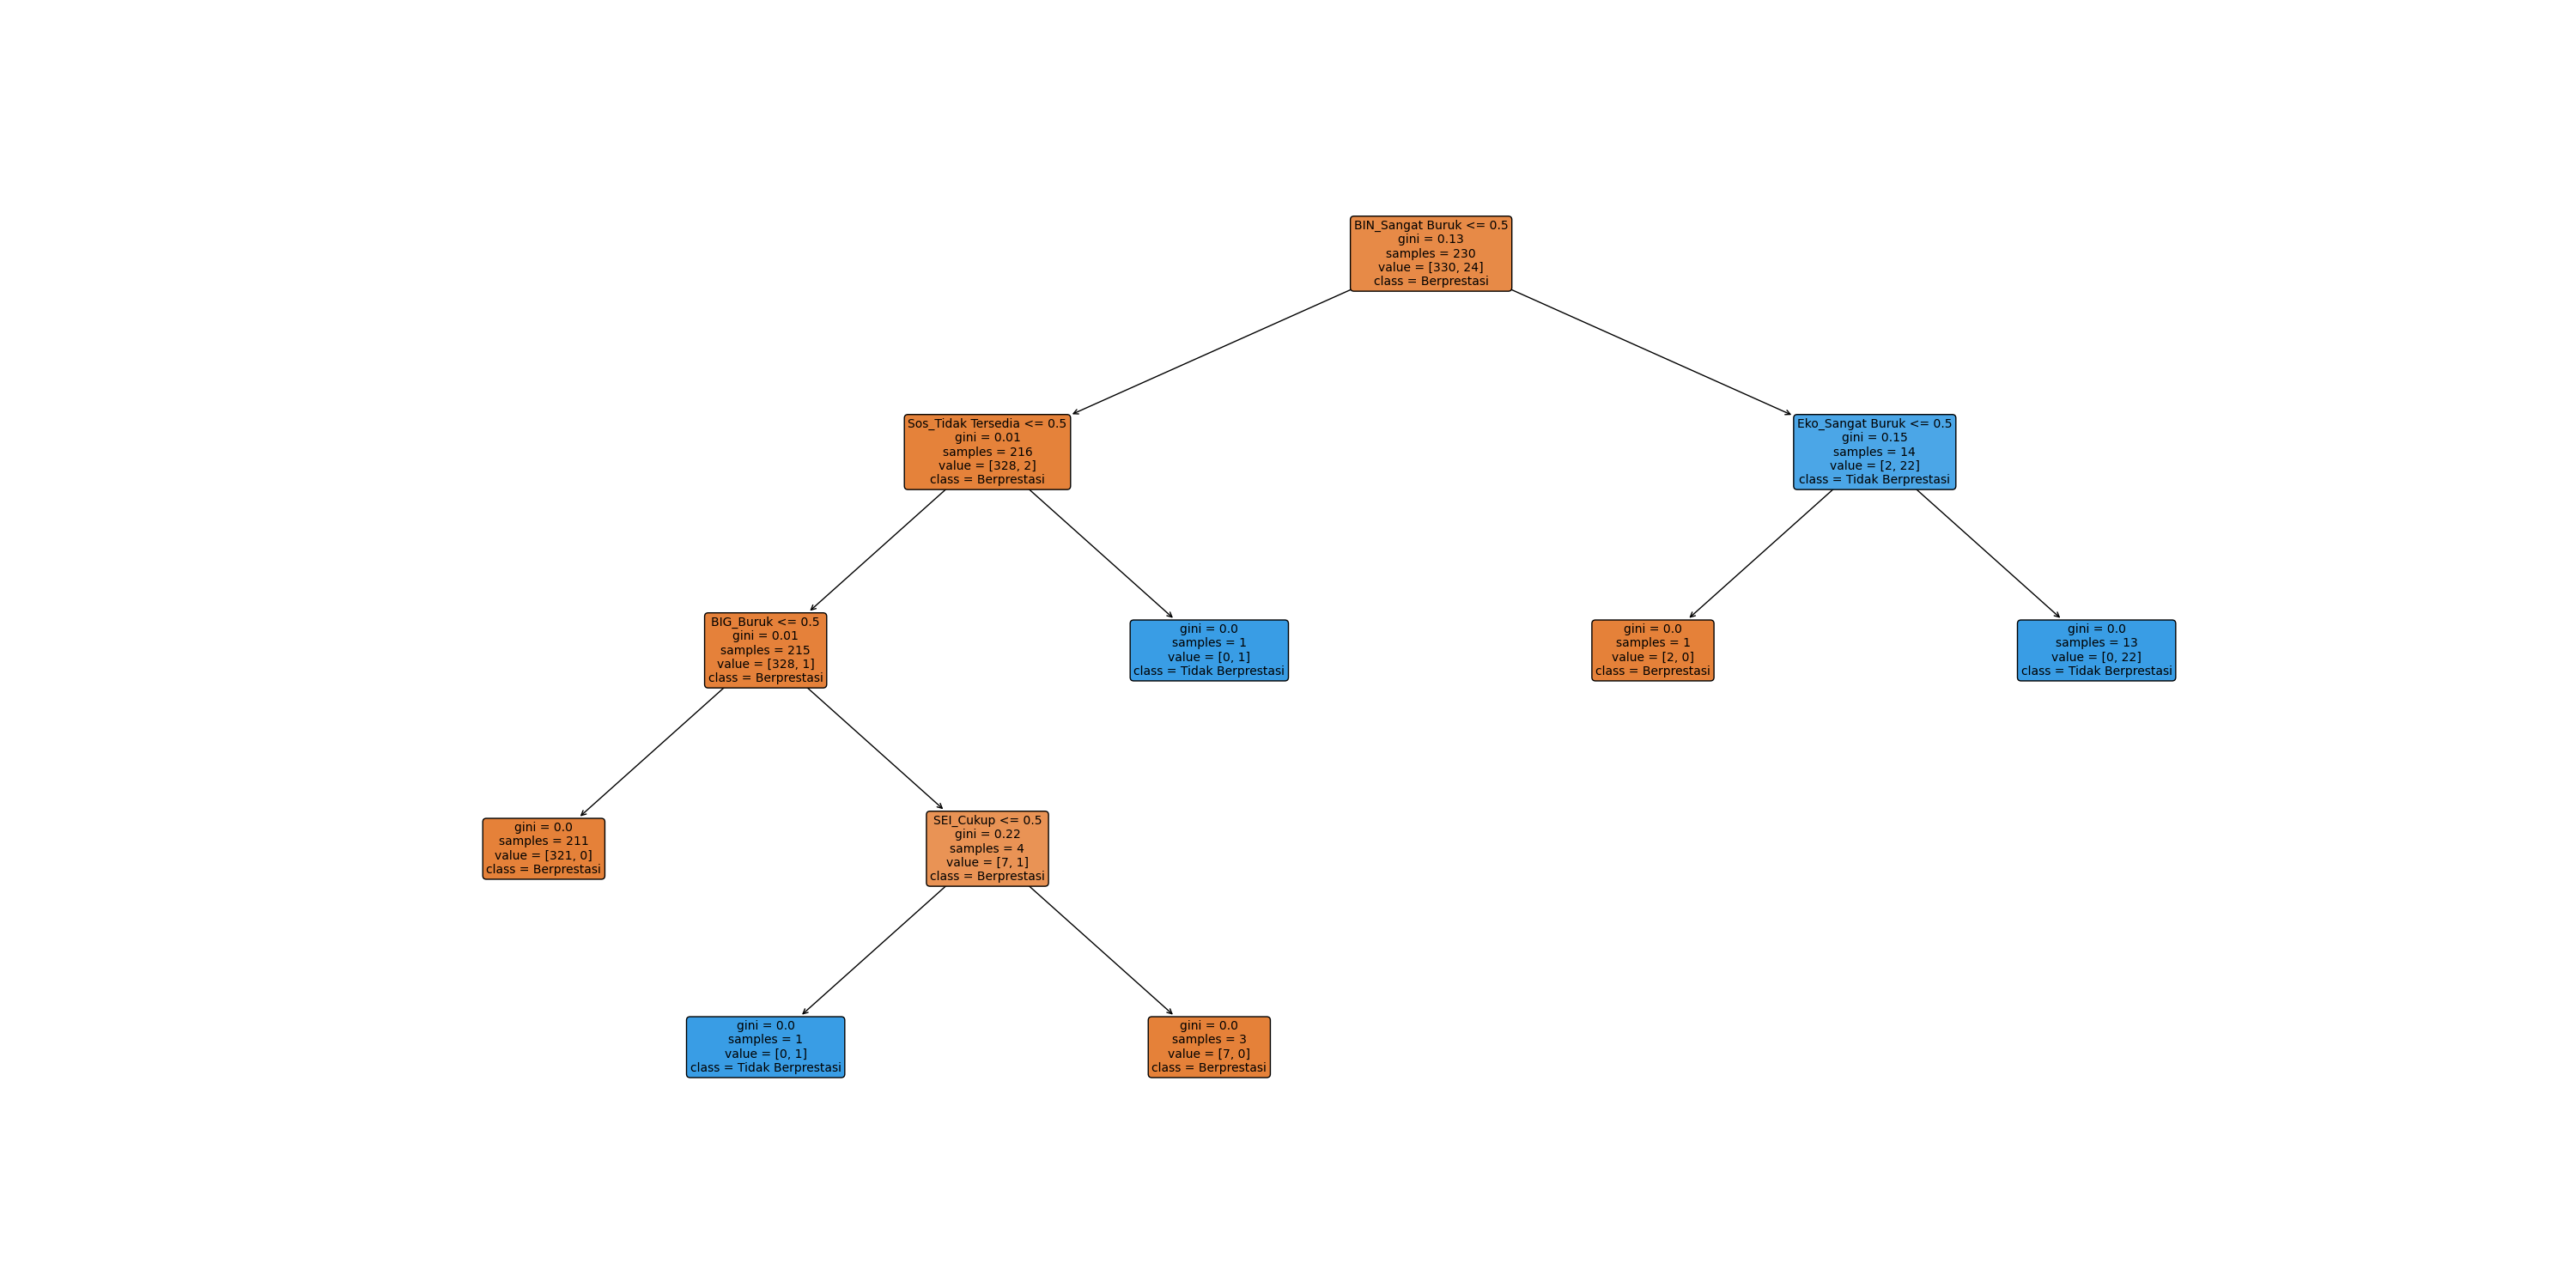 BIN_Sangat Buruk <= 0.5
gini = 0.13
samples = 230
value = [330, 24]
class = Berprestasi
Sos_Tidak Tersedia <= 0.5
gini = 0.01
samples = 216
value = [328, 2]
class = Berprestasi
Eko_Sangat Buruk <= 0.5
gini = 0.15
samples = 14
value = [2, 22]
class = Tidak Berprestasi
BIG_Buruk <= 0.5
gini = 0.01
samples = 215
value = [328, 1]
class = Berprestasi
gini = 0.0
samples = 1
value = [0, 1]
class = Tidak Berprestasi
gini = 0.0
samples = 1
value = [2, 0]
class = Berprestasi
gini = 0.0
samples = 13
value = [0, 22]
class = Tidak Berprestasi
gini = 0.0
samples = 211
value = [321, 0]
class = Berprestasi
SEI_Cukup <= 0.5
gini = 0.22
samples = 4
value = [7, 1]
class = Berprestasi
gini = 0.0
samples = 1
value = [0, 1]
class = Tidak Berprestasi
gini = 0.0
samples = 3
value = [7, 0]
class = Berprestasi